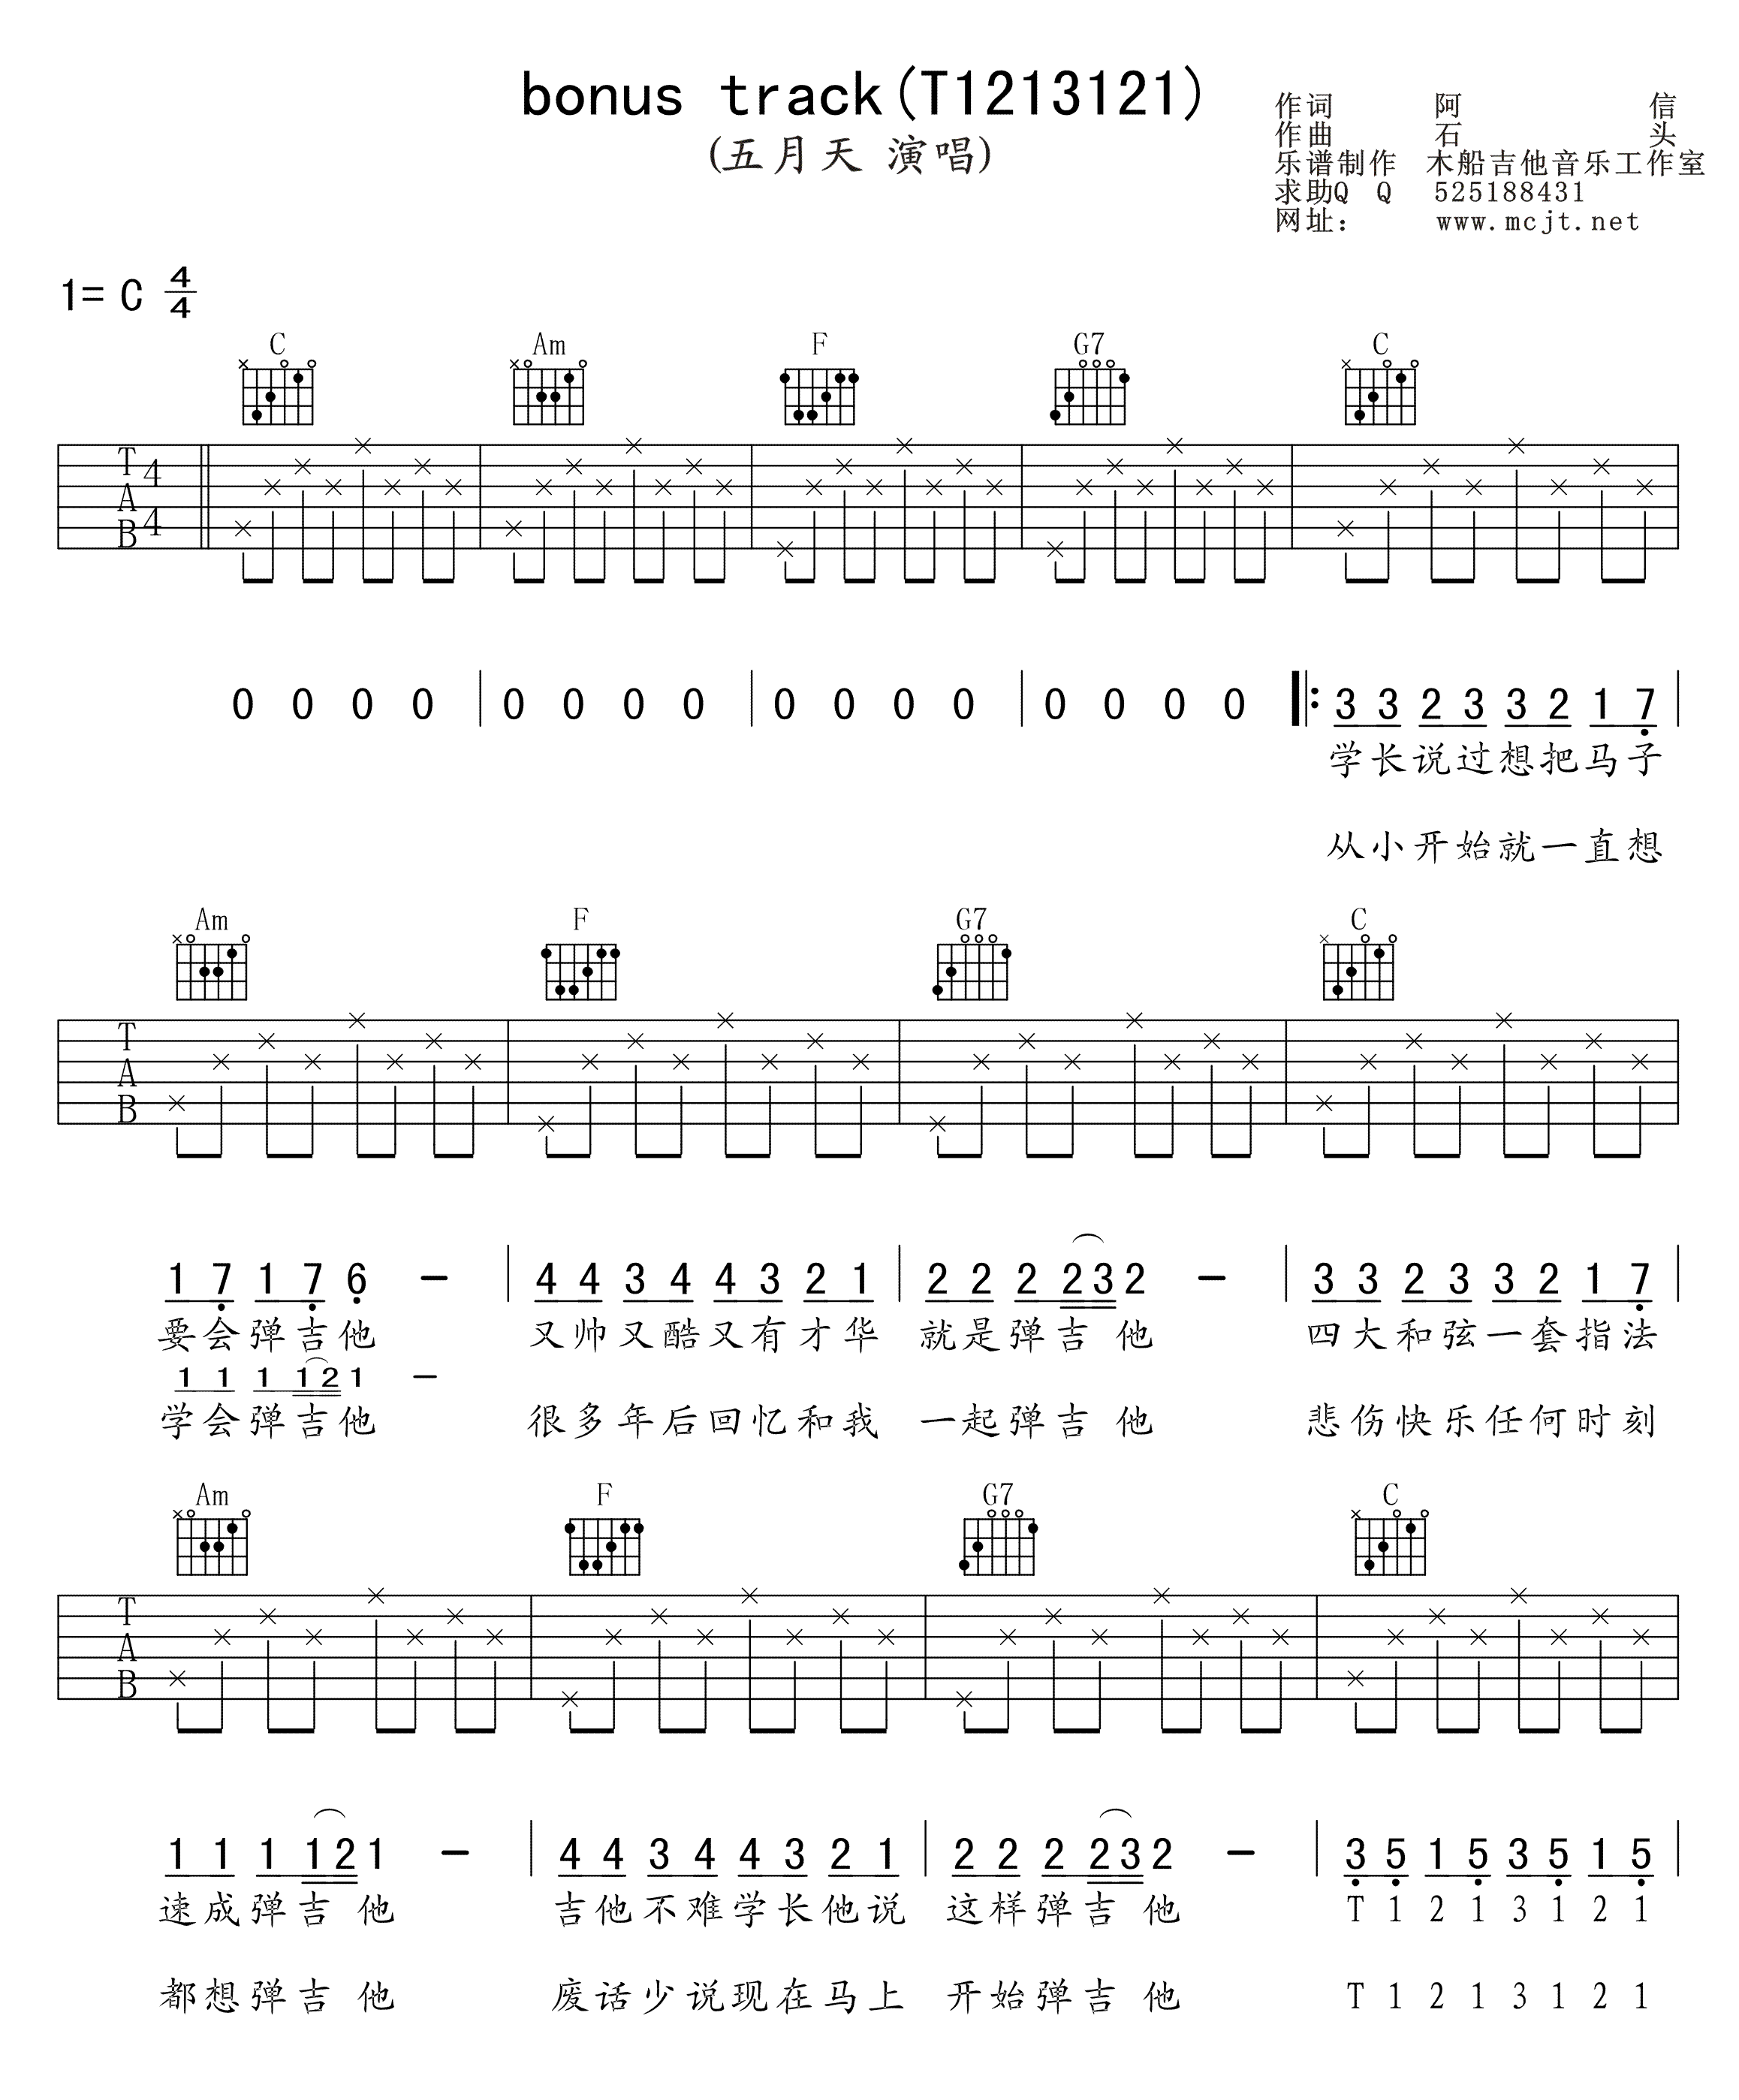 bonus track(T1213121)
(五月天 演唱)
作词 阿 信
作曲 石 头
乐谱制作 木船吉他音乐工作室
求助Q Q 525188431
网址: www.mcjt.net
1= C 4/4
C Am F G7 C
T A B 4 4
0 0 0 0 | 0 0 0 0 | 0 0 0 0 | 0 0 0 0 |: 3 3 2 3 3 2 1 7 |
学长说过想把马子
从小开始就一直想
Am F G7 C
T A B
1 7 1 7 6 – | 4 4 3 4 4 3 2 1 | 2 2 2 2 3 2 – | 3 3 2 3 3 2 1 7 |
要会弹吉他 又帅又酷又有才华 就是弹吉 他 四大和弦一套指法
1 1 1 1 2 1 –
学会弹吉他 很多年后回忆和我 一起弹吉 他 悲伤快乐任何时刻
Am F G7 C
T A B
1 1 1 1 2 1 – | 4 4 3 4 4 3 2 1 | 2 2 2 2 3 2 – | 3 5 1 5 3 5 1 5 |
速成弹吉 他 吉他不难学长他说 这样弹吉 他 T 1 2 1 3 1 2 1
都想弹吉 他 废话少说现在马上 开始弹吉 他 T 1 2 1 3 1 2 1